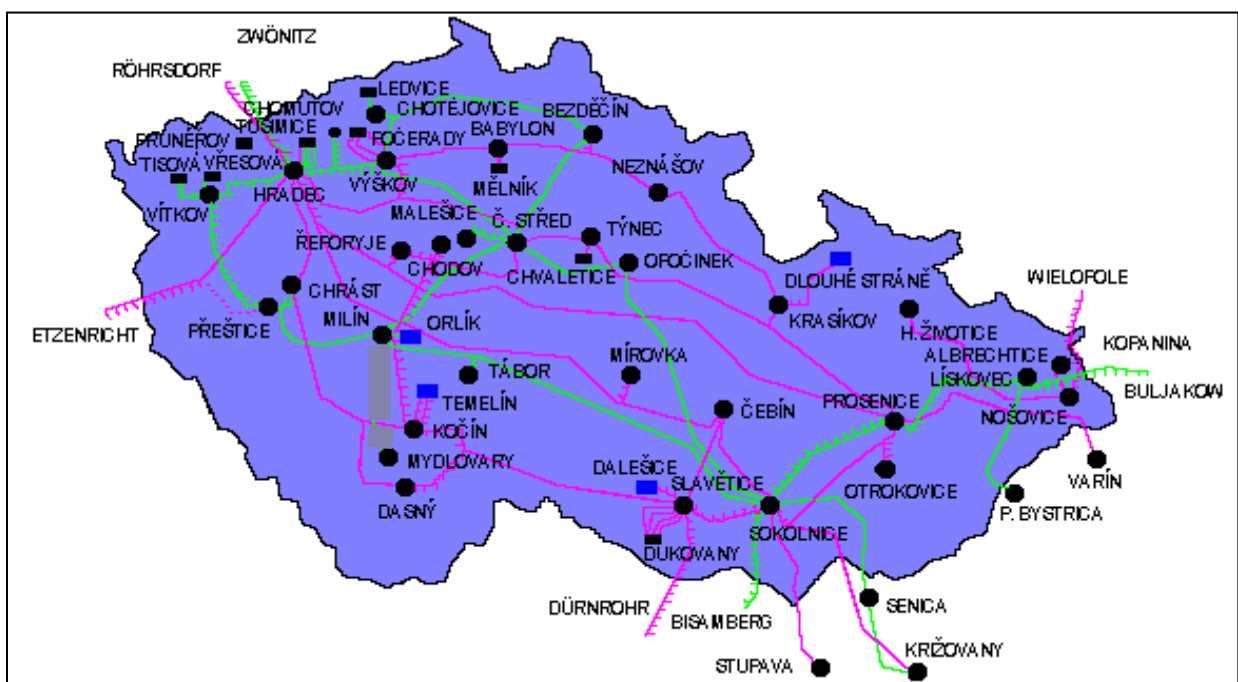 ZWÖNITZ
RÖHRSDORF
LEDVICE
CHOMUTOV
CHOTĚJOVICE
BEZDĚČÍN
TUŠIMICE
PRUNÉŘOV
POČERADY
BABYLON
TISOVÁ
VŘESOVÁ
NEZNÁŠOV
HRADEC
VÝŠKOV
MĚLNÍK
VÍTKOV
MALEŠICE
Č. STŘED
TÝNEC
ŘEPORYJE
OPOČINEK
CHODOV
CHVALETICE
DLOUHÉ STRÁNĚ
WIELOPOLE
CHRÁST
PŘEŠTICE
MILÍN
ORLÍK
KRASÍKOV
H. ŽIVOTICE
ETZENRICHT
KOPANINA
MÍROVKA
ALBRECHTICE
TÁBOR
LÍSKOVEC
BULJAKOW
TEMELÍN
ČEBÍN
PROSENICE
NOŠOVICE
KOČÍN
MYDLOVARY
DALEŠICE
SLAVĚTICE
OTROKOVICE
VARÍN
DASNÝ
P. BYSTRICA
SOKOLNICE
DUKOVANY
DÜRNROHR
BISAMBERG
SENICA
STUPAVA
KRIŽOVANY